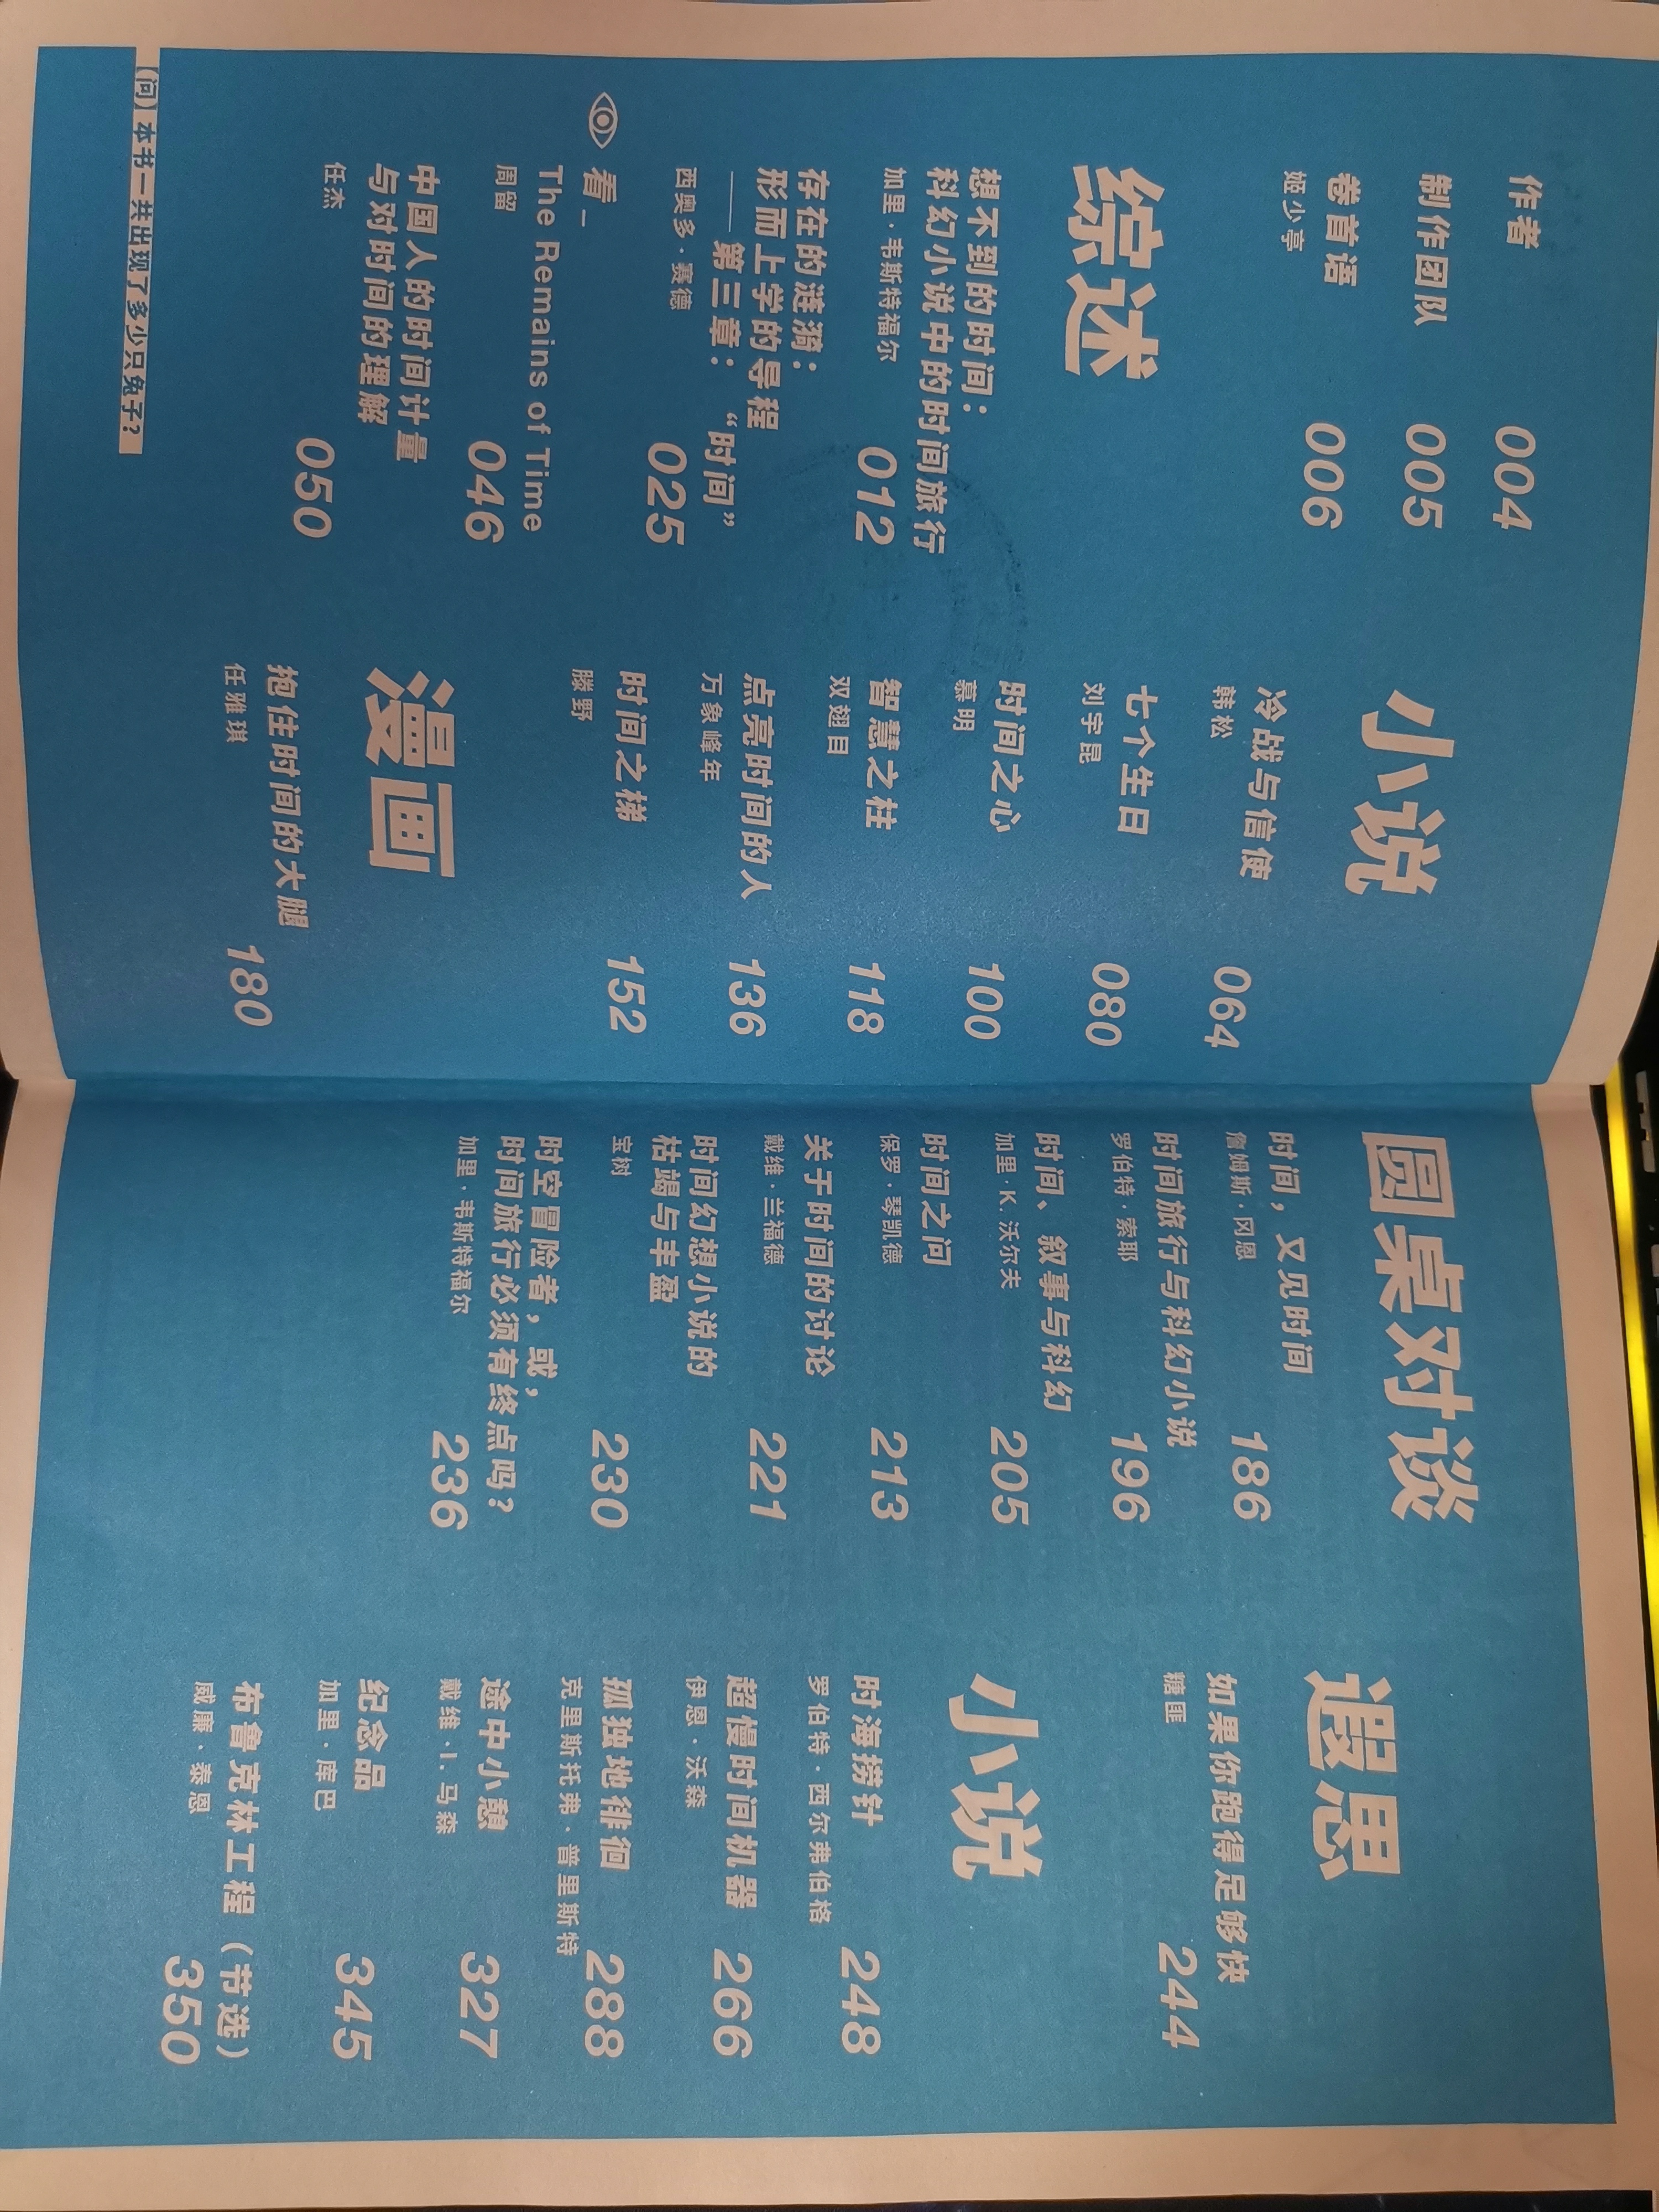 作者 004
制作团队 005
卷首语 006
姬少亭
综述
想不到的时间：
科幻小说中的时间旅行
加里·韦斯特福尔 012
存在的涟漪：
形而上学的导程
——第三章：“时间”
西奥多·赛德 025
看_
The Remains of Time
周留 046
中国人的时间计量
与对时间的理解
任杰 050
【问】本书一共出现了多少只兔子？
小说
冷战与信使 064
韩松
七个生日 080
刘宇昆
时间之心 100
慕明
智慧之柱 118
双翅目
点亮时间的人 136
万象峰年
时间之梯 152
滕野
漫画
抱住时间的大腿
任雅琪 180
圆桌对谈
时间，又见时间
詹姆斯·冈恩 186
时间旅行与科幻小说
罗伯特·索耶 196
时间、叙事与科幻
加里·K. 沃尔夫 205
时间之问
保罗·琴凯德 213
关于时间的讨论
戴维·兰福德 221
时间幻想小说的
枯竭与丰盈
宝树 230
时空冒险者，或，
时间旅行必须有终点吗？
加里·韦斯特福尔 236
遐思
如果你跑得足够快
糖匪 244
小说
时海捞针 248
罗伯特·西尔弗伯格
超慢时间机器 266
伊恩·沃森
孤独地徘徊 288
克里斯托弗·普里斯特
途中小憩 327
戴维·I. 马森
纪念品 345
加里·库巴
布鲁克林工程（节选）
威廉·泰恩 350